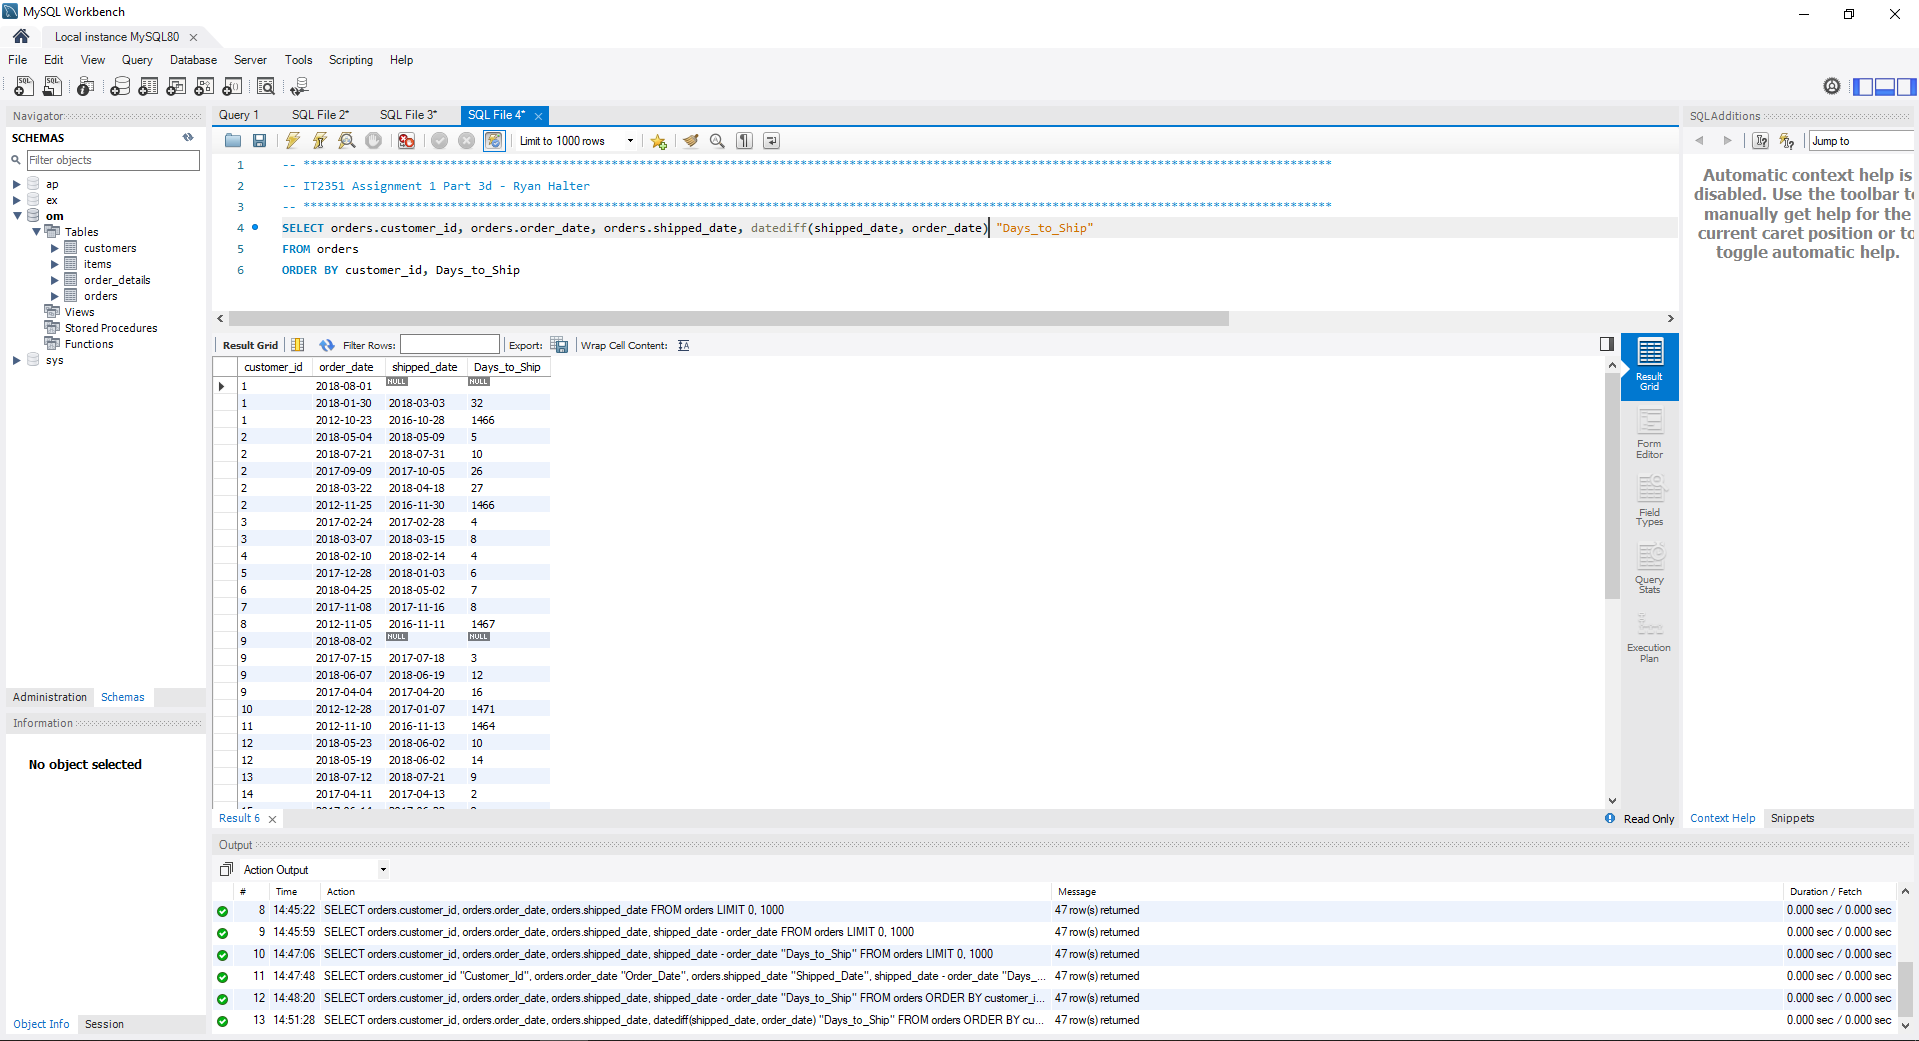 MySQL Workbench
Local instance MySQL80
File Edit View Query Database Server Tools Scripting Help
Navigator
SCHEMAS
Filter objects
ap
ex
om
Tables
customers
items
order_details
orders
Views
Stored Procedures
Functions
sys
Administration Schemas
Information
No object selected
Object Info Session
Query 1 SQL File 2* SQL File 3* SQL File 4*
Limit to 1000 rows
1 -- ***************************************************************************************************************************************************
2 -- IT2351 Assignment 1 Part 3d - Ryan Halter
3 -- ***************************************************************************************************************************************************
4 SELECT orders.customer_id, orders.order_date, orders.shipped_date, datediff(shipped_date, order_date) "Days_to_Ship"
5 FROM orders
6 ORDER BY customer_id, Days_to_Ship
Result Grid Filter Rows: Export: Wrap Cell Content:
customer_id order_date shipped_date Days_to_Ship
1 2018-08-01 NULL NULL
1 2018-01-30 2018-03-03 32
1 2012-10-23 2016-10-28 1466
2 2018-05-04 2018-05-09 5
2 2018-07-21 2018-07-31 10
2 2017-09-09 2017-10-05 26
2 2018-03-22 2018-04-18 27
2 2012-11-25 2016-11-30 1466
3 2017-02-24 2017-02-28 4
3 2018-03-07 2018-03-15 8
4 2018-02-10 2018-02-14 4
5 2017-12-28 2018-01-03 6
6 2018-04-25 2018-05-02 7
7 2017-11-08 2017-11-16 8
8 2012-11-05 2016-11-11 1467
9 2018-08-02 NULL NULL
9 2017-07-15 2017-07-18 3
9 2018-06-07 2018-06-19 12
9 2017-04-04 2017-04-20 16
10 2012-12-28 2017-01-07 1471
11 2012-11-10 2016-11-13 1464
12 2018-05-23 2018-06-02 10
12 2018-05-19 2018-06-02 14
13 2018-07-12 2018-07-21 9
14 2017-04-11 2017-04-13 2
Result 6
Read Only
Result Grid
Form Editor
Field Types
Query Stats
Execution Plan
SQLAdditions
Jump to
Automatic context help is
disabled. Use the toolbar to
manually get help for the
current caret position or to
toggle automatic help.
Context Help Snippets
Output
Action Output
# Time Action Message Duration / Fetch
8 14:45:22 SELECT orders.customer_id, orders.order_date, orders.shipped_date FROM orders LIMIT 0, 1000 47 row(s) returned 0.000 sec / 0.000 sec
9 14:45:59 SELECT orders.customer_id, orders.order_date, orders.shipped_date, shipped_date - order_date FROM orders LIMIT 0, 1000 47 row(s) returned 0.000 sec / 0.000 sec
10 14:47:06 SELECT orders.customer_id, orders.order_date, orders.shipped_date, shipped_date - order_date "Days_to_Ship" FROM orders LIMIT 0, 1000 47 row(s) returned 0.000 sec / 0.000 sec
11 14:47:48 SELECT orders.customer_id "Customer_Id", orders.order_date "Order_Date", orders.shipped_date "Shipped_Date", shipped_date - order_date "Days_... 47 row(s) returned 0.000 sec / 0.000 sec
12 14:48:20 SELECT orders.customer_id, orders.order_date, orders.shipped_date, shipped_date - order_date "Days_to_Ship" FROM orders ORDER BY customer_i... 47 row(s) returned 0.000 sec / 0.000 sec
13 14:51:28 SELECT orders.customer_id, orders.order_date, orders.shipped_date, datediff(shipped_date, order_date) "Days_to_Ship" FROM orders ORDER BY cu... 47 row(s) returned 0.000 sec / 0.000 sec